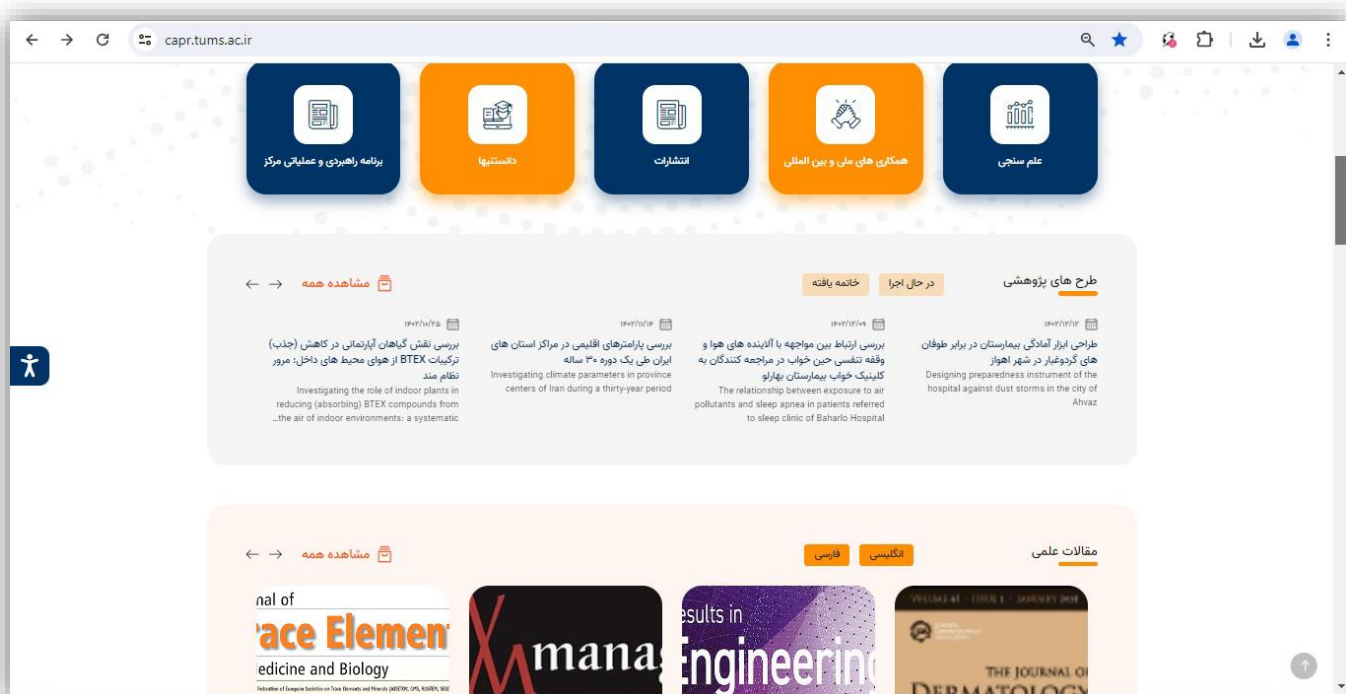 capr.tums.ac.ir
علم سنجی
همکاری های ملی و بین المللی
انتشارات
دانستنیها
برنامه راهبردی و عملیاتی مرکز
طرح های پژوهشی
در حال اجرا
خاتمه یافته
مشاهده همه
۱۴۰۲/۱۲/۱۲
طراحی ابزار آمادگی بیمارستان در برابر طوفان
های گردوغبار در شهر اهواز
Designing preparedness instrument of the
hospital against dust storms in the city of
Ahvaz
۱۴۰۲/۱۲/۰۹
بررسی ارتباط بین مواجهه با آلاینده های هوا و
وقفه تنفسی حین خواب در مراجعه کنندگان به
کلینیک خواب بیمارستان بهارلو
The relationship between exposure to air
pollutants and sleep apnea in patients referred
to sleep clinic of Baharlo Hospital
۱۴۰۲/۱۱/۱۴
بررسی پارامترهای اقلیمی در مراکز استان های
ایران طی یک دوره ۳۰ ساله
Investigating climate parameters in province
centers of Iran during a thirty-year period
۱۴۰۲/۱۰/۲۵
بررسی نقش گیاهان آپارتمانی در کاهش (جذب)
ترکیبات BTEX از هوای محیط های داخل: مرور
نظام مند
Investigating the role of indoor plants in
reducing (absorbing) BTEX compounds from
...the air of indoor environments: a systematic
مقالات علمی
انگلیسی
فارسی
مشاهده همه
THE JOURNAL O
DERMATOLOGY
esults in
Engineerin
mana
nal of
ace Elemen
edicine and Biology